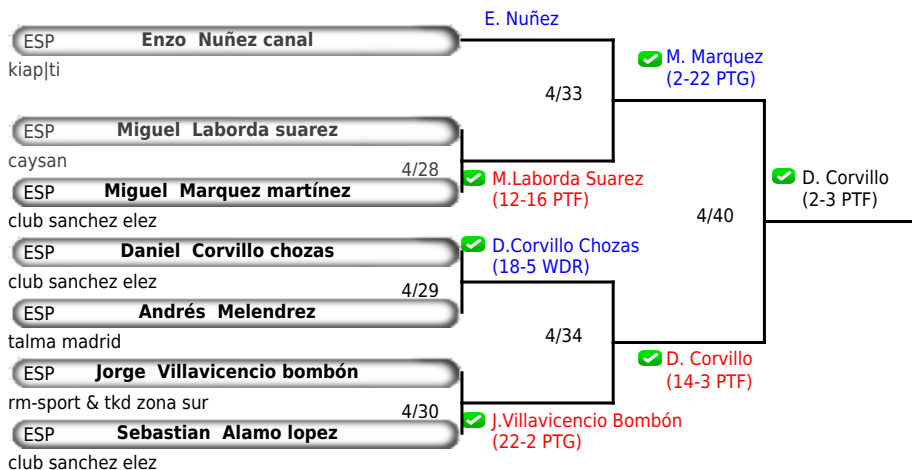 E. Nuñez
ESP Enzo Nuñez canal
kiap|ti
M. Marquez
(2-22 PTG)
4/33
ESP Miguel Laborda suarez
caysan
4/28
M.Laborda Suarez
(12-16 PTF)
ESP Miguel Marquez martínez
club sanchez elez
D. Corvillo
(2-3 PTF)
4/40
ESP Daniel Corvillo chozas
club sanchez elez
D.Corvillo Chozas
(18-5 WDR)
4/29
ESP Andrés Melendrez
talma madrid
4/34
ESP Jorge Villavicencio bombón
rm-sport & tkd zona sur
D. Corvillo
(14-3 PTF)
4/30
J.Villavicencio Bombón
(22-2 PTG)
ESP Sebastian Alamo lopez
club sanchez elez